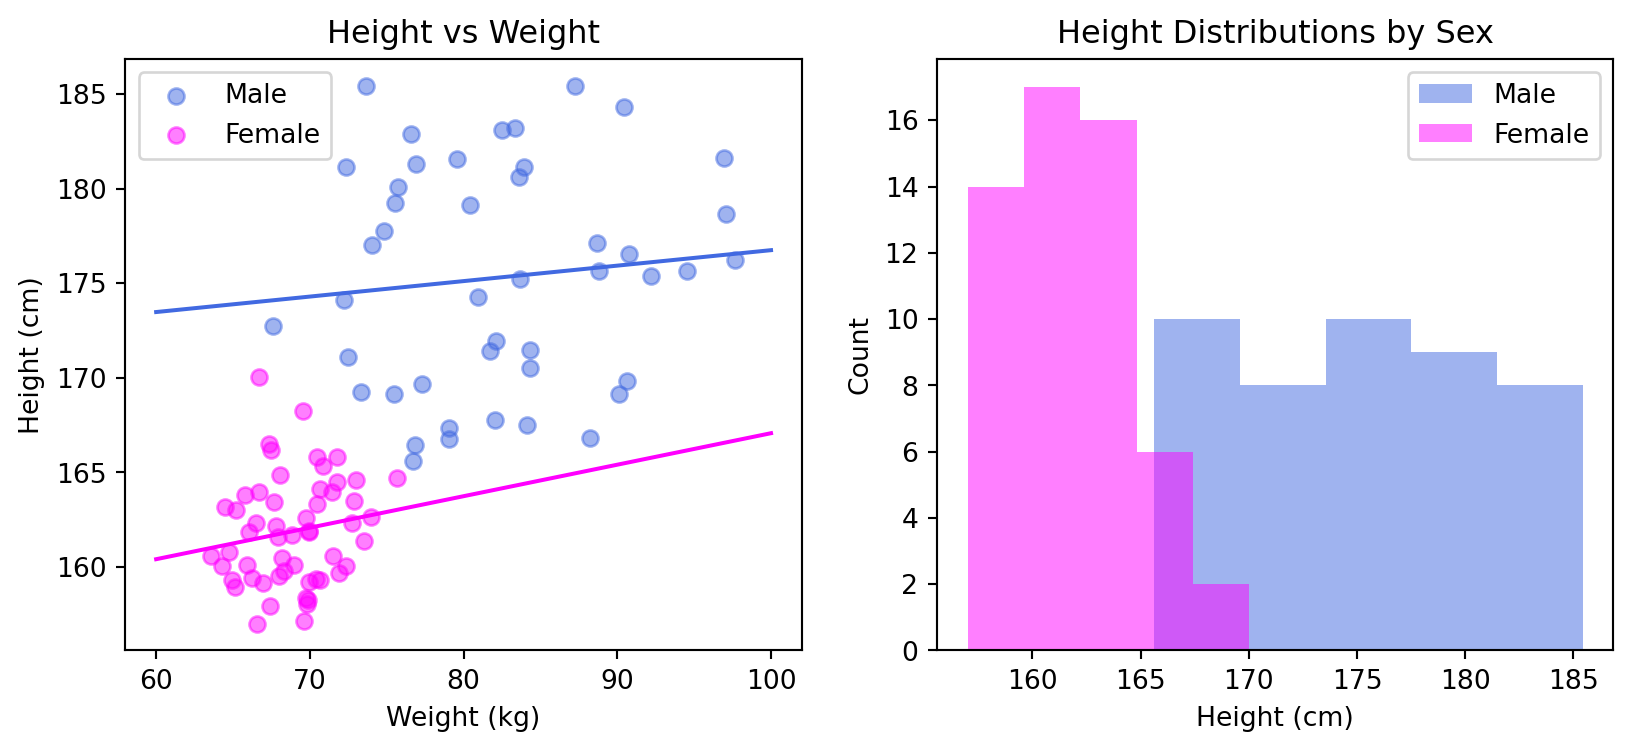 Height vs Weight
Male
Female
185
180
175
170
165
160
Height (cm)
60 70 80 90 100
Weight (kg)
Height Distributions by Sex
Male
Female
16
14
12
10
8
6
4
2
0
Count
160 165 170 175 180 185
Height (cm)